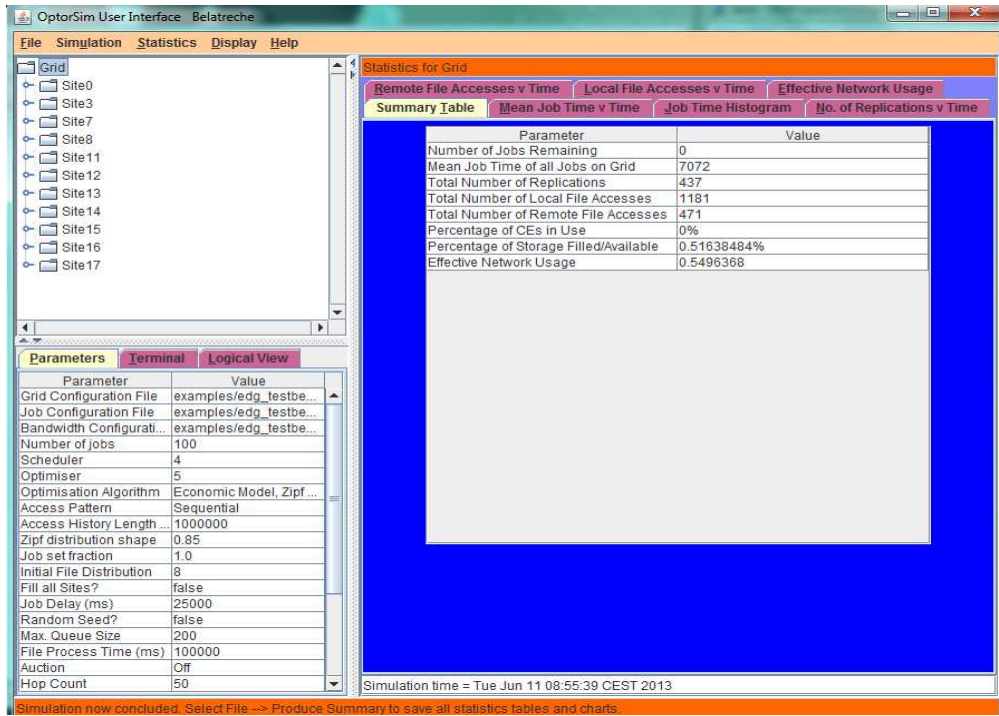 OptorSim User Interface Belatreche
File Simulation Statistics Display Help
Grid
Site0
Site3
Site7
Site8
Site11
Site12
Site13
Site14
Site15
Site16
Site17
Parameters Terminal Logical View
Parameter Value
Grid Configuration File examples/edg_testbe...
Job Configuration File examples/edg_testbe...
Bandwidth Configurati... examples/edg_testbe...
Number of jobs 100
Scheduler 4
Optimiser 5
Optimisation Algorithm Economic Model, Zipf ...
Access Pattern Sequential
Access History Length ... 1000000
Zipf distribution shape 0.85
Job set fraction 1.0
Initial File Distribution 8
Fill all Sites? false
Job Delay (ms) 25000
Random Seed? false
Max. Queue Size 200
File Process Time (ms) 100000
Auction Off
Hop Count 50
Statistics for Grid
Remote File Accesses v Time Local File Accesses v Time Effective Network Usage
Summary Table Mean Job Time v Time Job Time Histogram No. of Replications v Time
Parameter Value
Number of Jobs Remaining 0
Mean Job Time of all Jobs on Grid 7072
Total Number of Replications 437
Total Number of Local File Accesses 1181
Total Number of Remote File Accesses 471
Percentage of CEs in Use 0%
Percentage of Storage Filled/Available 0.51638484%
Effective Network Usage 0.5496368
Simulation time = Tue Jun 11 08:55:39 CEST 2013
Simulation now concluded. Select File --> Produce Summary to save all statistics tables and charts.